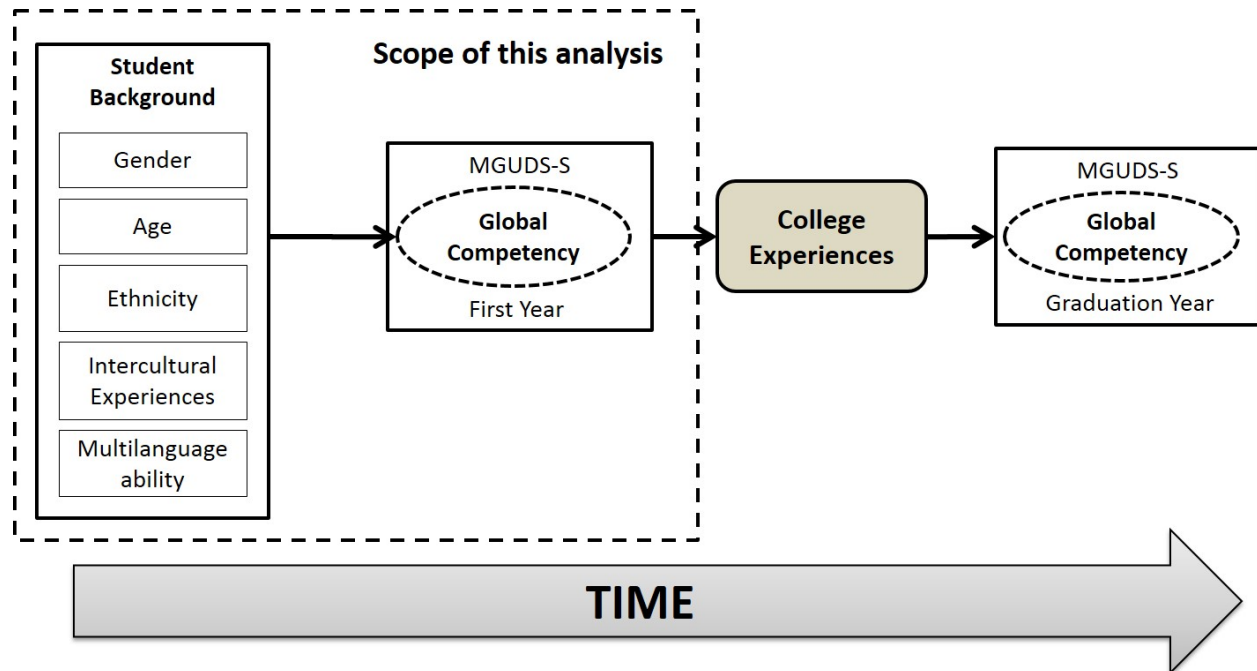 Scope of this analysis
Student
Background
Gender
Age
Ethnicity
Intercultural
Experiences
Multilanguage
ability
MGUDS-S
Global
Competency
First Year
College
Experiences
MGUDS-S
Global
Competency
Graduation Year
TIME